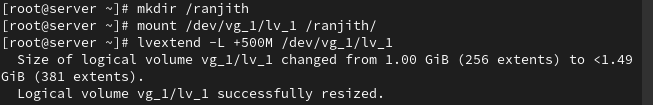 [root@server ~]# mkdir /ranjith
[root@server ~]# mount /dev/vg_1/lv_1 /ranjith/
[root@server ~]# lvextend -L +500M /dev/vg_1/lv_1
  Size of logical volume vg_1/lv_1 changed from 1.00 GiB (256 extents) to <1.49
GiB (381 extents).
  Logical volume vg_1/lv_1 successfully resized.